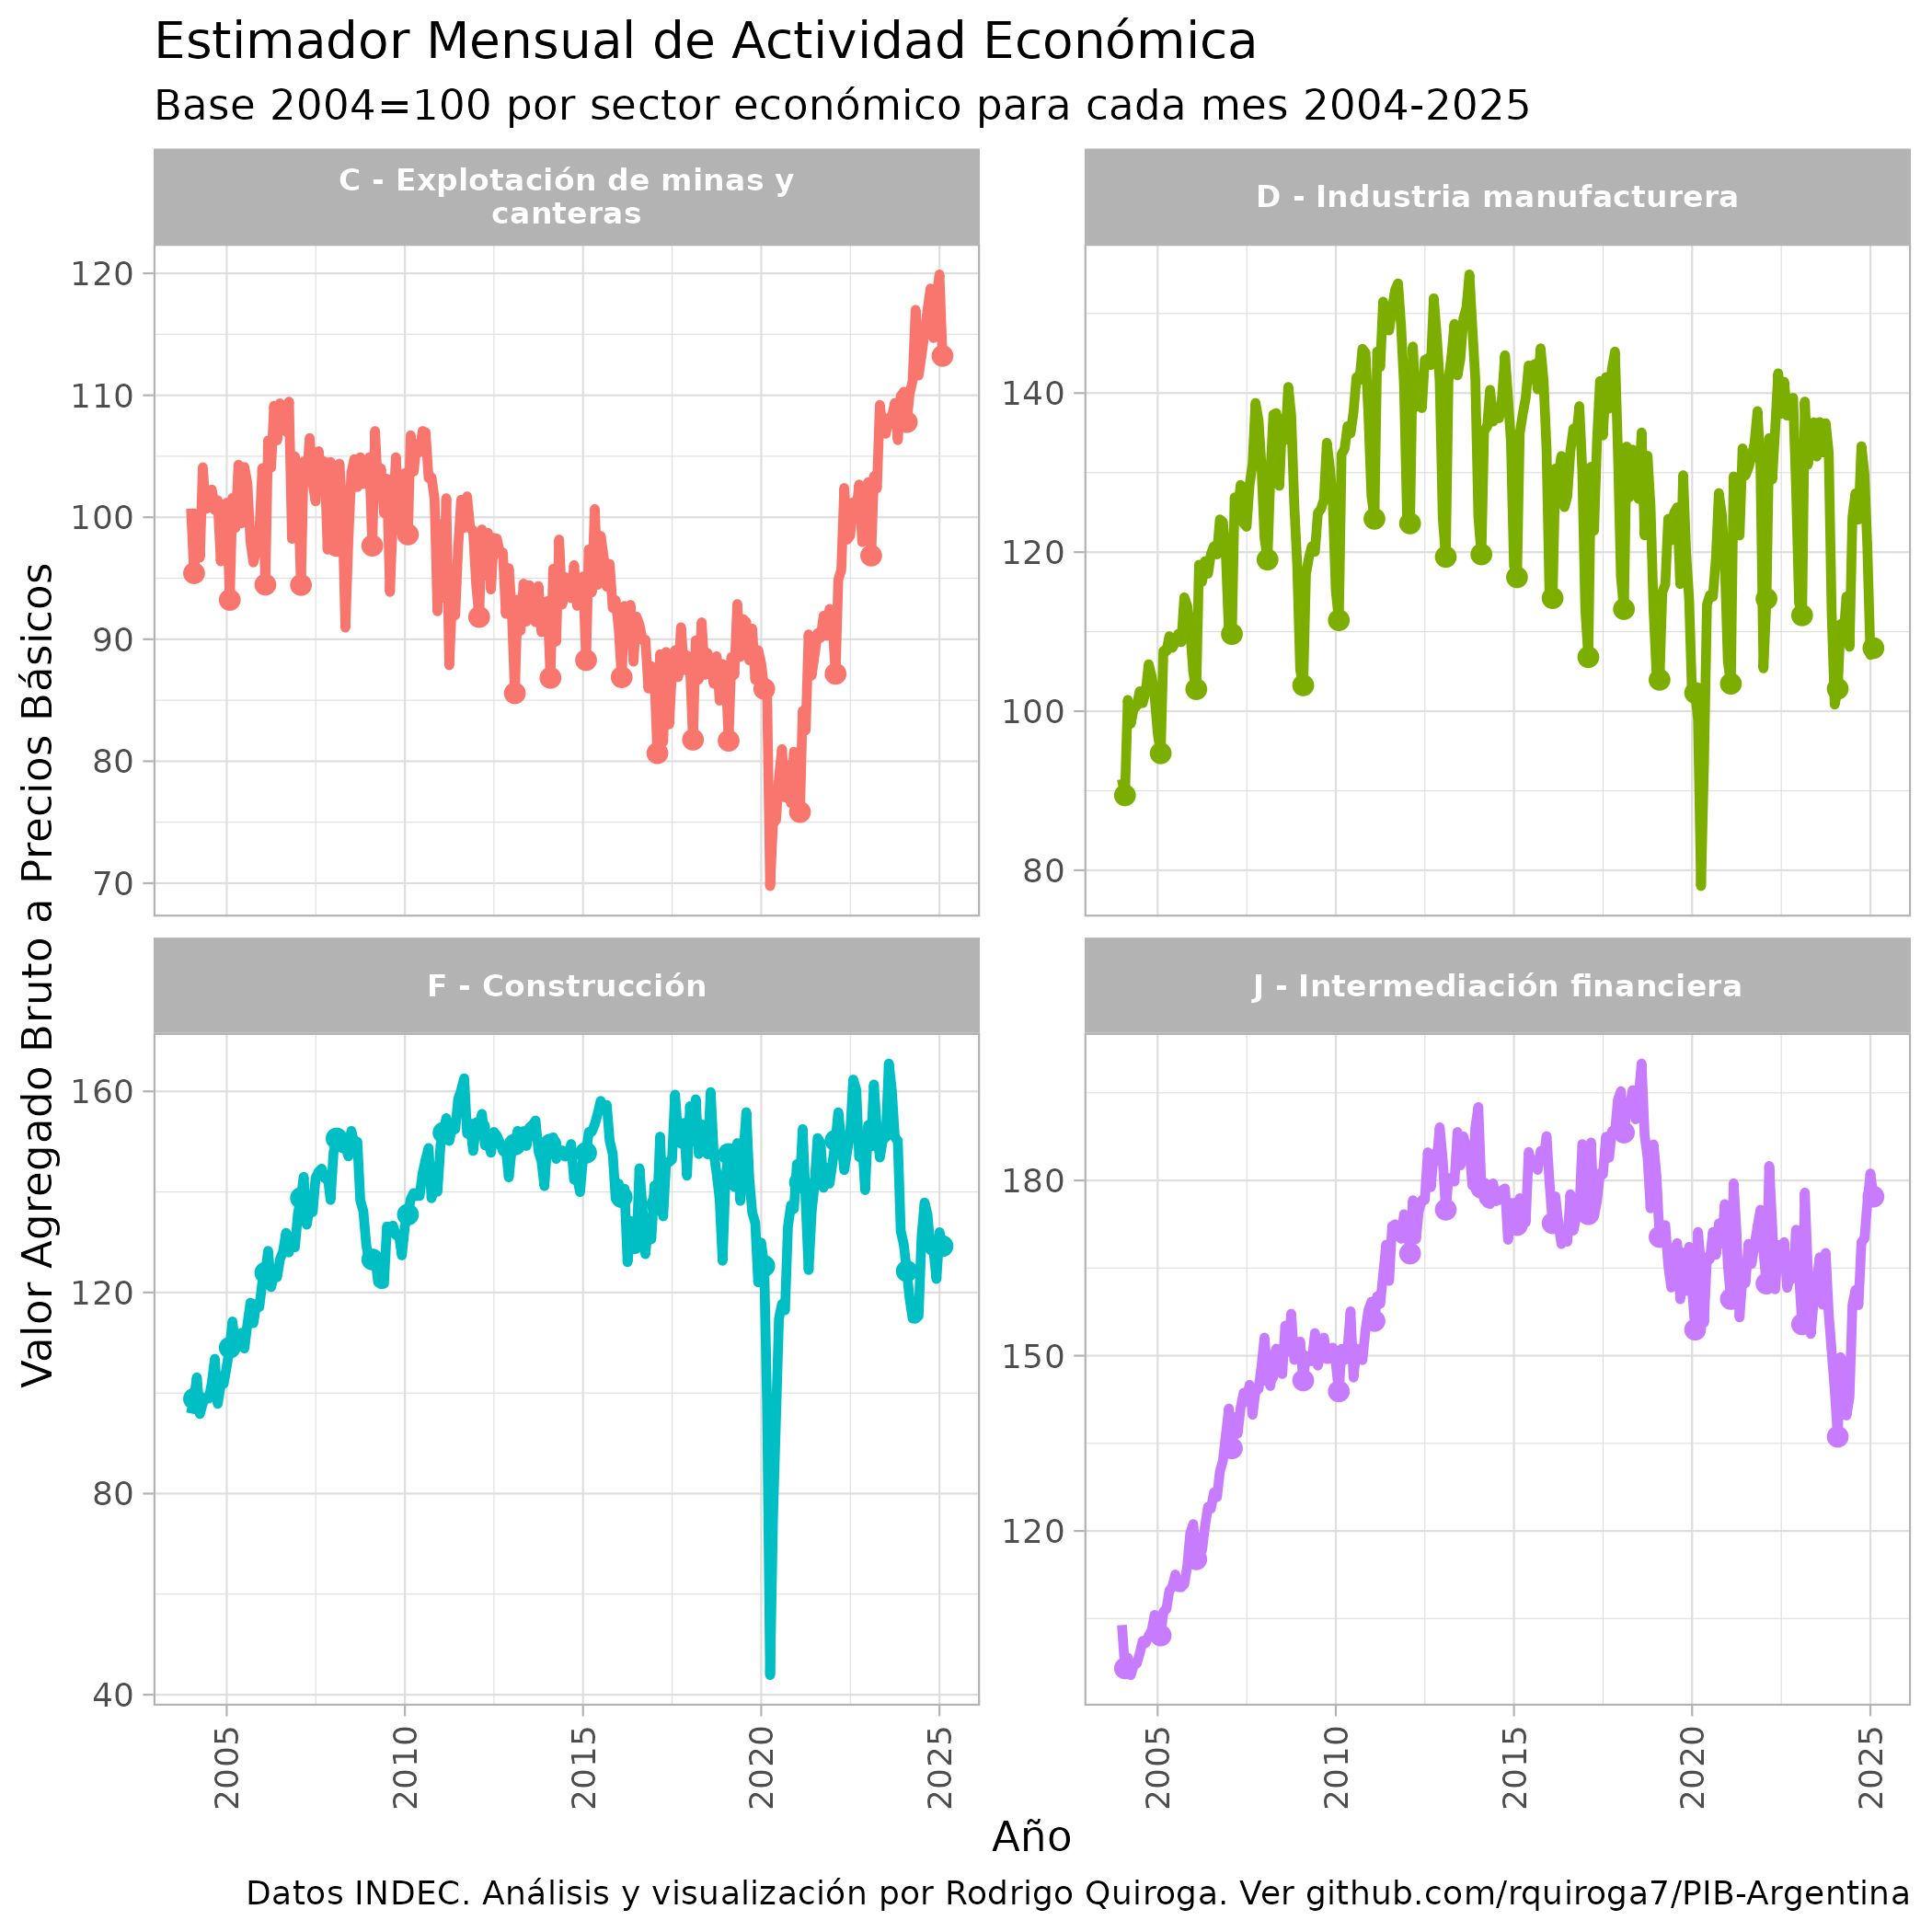 Estimador Mensual de Actividad Económica
Base 2004=100 por sector económico para cada mes 2004-2025
Valor Agregado Bruto a Precios Básicos
C - Explotación de minas y
canteras
120
110
100
90
80
70
D - Industria manufacturera
140
120
100
80
F - Construcción
160
120
80
40
2005
2010
2015
2020
2025
J - Intermediación financiera
180
150
120
2005
2010
2015
2020
2025
Año
Datos INDEC. Análisis y visualización por Rodrigo Quiroga. Ver github.com/rquiroga7/PIB-Argentina